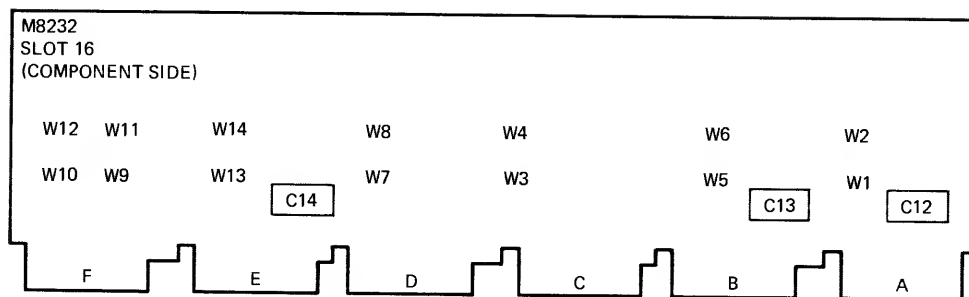 M8232
SLOT 16
(COMPONENT SIDE)
W12 W11 W14 W8 W4 W6 W2
W10 W9 W13 W7 W3 W5 W1
C14 C13 C12
F E D C B A